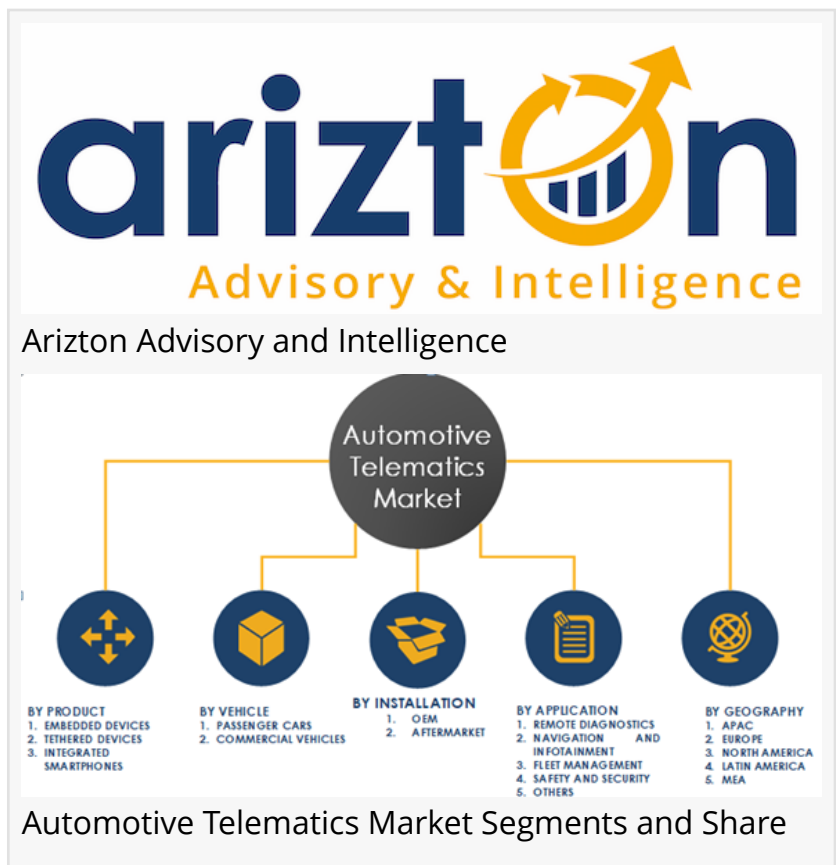 arizton
Advisory & Intelligence
Arizton Advisory and Intelligence
Automotive
Telematics
Market
BY PRODUCT
1. EMBEDDED DEVICES
2. TETHERED DEVICES
3. INTEGRATED
SMARTPHONES
BY VEHICLE
1. PASSENGER CARS
2. COMMERCIAL VEHICLES
BY INSTALLATION
1. OEM
2. AFTERMARKET
BY APPLICATION
1. REMOTE DIAGNOSTICS
2. NAVIGATION AND
INFOTAINMENT
3. FLEET MANAGEMENT
4. SAFETY AND SECURITY
5. OTHERS
BY GEOGRAPHY
1. APAC
2. EUROPE
3. NORTH AMERICA
4. LATIN AMERICA
5. MEA
Automotive Telematics Market Segments and Share